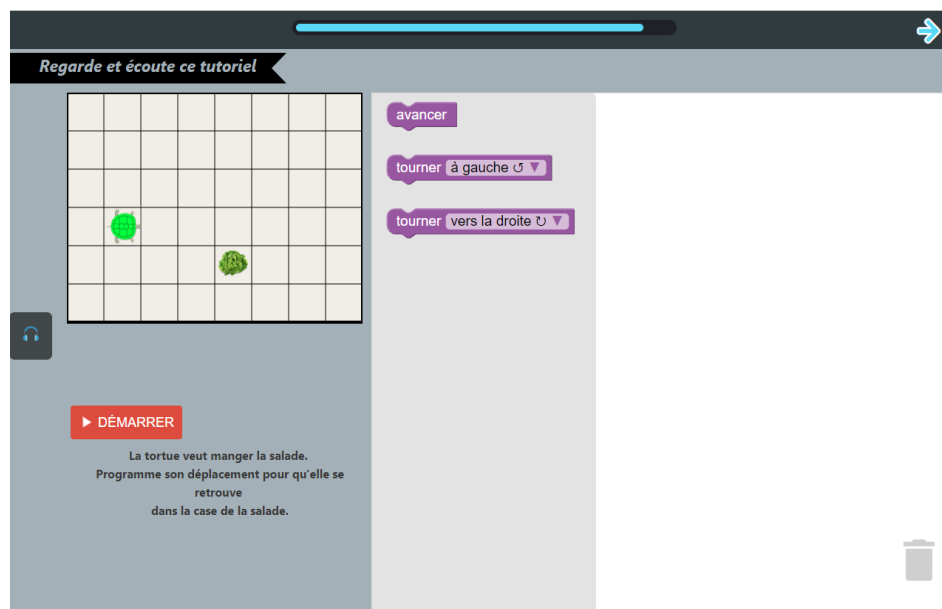 Regarde et écoute ce tutoriel
avancer
tourner à gauche ↺ ▼
tourner vers la droite ↻ ▼
DÉMARRER
La tortue veut manger la salade.
Programme son déplacement pour qu'elle se
retrouve
dans la case de la salade.